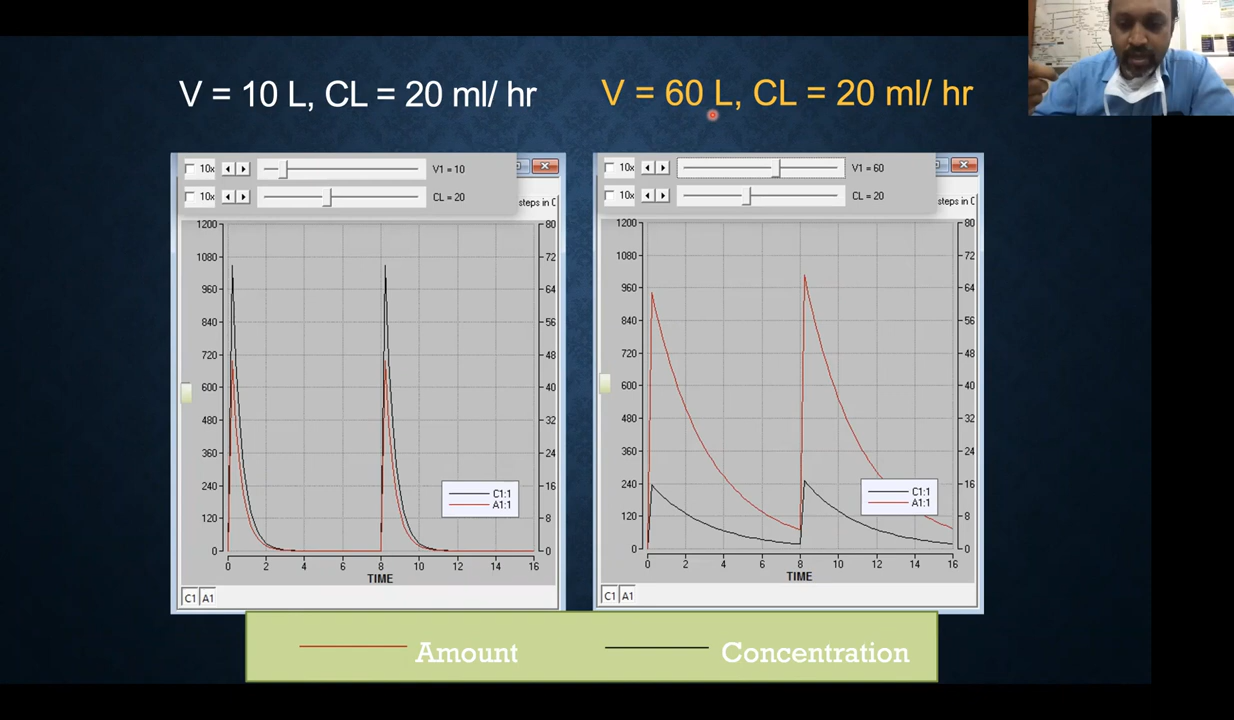 V = 10 L, CL = 20 ml/ hr
V = 60 L, CL = 20 ml/ hr
10x
V1 = 10
10x
CL = 20
steps in
1200
1080
960
840
720
600
480
360
240
120
0
80
72
64
56
48
40
32
24
16
8
0
C1:1
A1:1
0 2 4 6 8 10 12 14 16
TIME
C1 A1
10x
V1 = 60
10x
CL = 20
steps in
1200
1080
960
840
720
600
480
360
240
120
0
80
72
64
56
48
40
32
24
16
8
0
C1:1
A1:1
0 2 4 6 8 10 12 14 16
TIME
C1 A1
Amount
Concentration